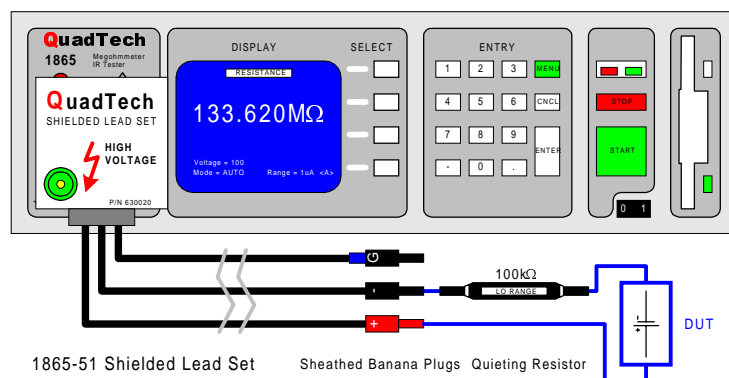 QuadTech
1865 Megohmmeter
IR Tester
QuadTech
SHIELDED LEAD SET
HIGH
VOLTAGE
P/N 630020
DISPLAY
SELECT
RESISTANCE
133.620MΩ
Voltage = 100
Mode = AUTO Range = 1uA <A>
ENTRY
1 2 3 MENU
4 5 6 CNCL
7 8 9
ENTER
- 0 .
STOP
START
0 1
G
-
+
100kΩ
LO RANGE
DUT
+ -
1865-51 Shielded Lead Set
Sheathed Banana Plugs
Quieting Resistor